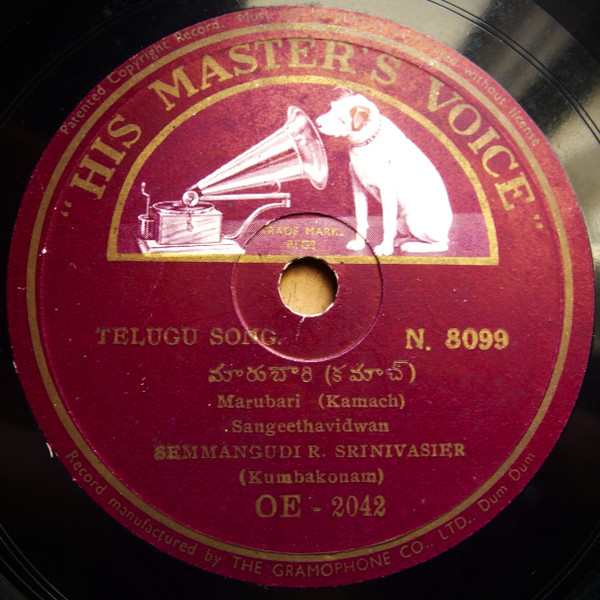 Patented Copyright Record.
without license
"HIS MASTER'S VOICE"
TRADE MARK.
REGD
TELUGU SONG. N. 8099
మారుబారి (కమాచ్)
Marubari (Kamach)
Sangeethavidwan
SEMMANGUDI R. SRINIVASIER
(Kumbakonam)
OE - 2042
Record manufactured by THE GRAMOPHONE CO., LTD., Dum Dum